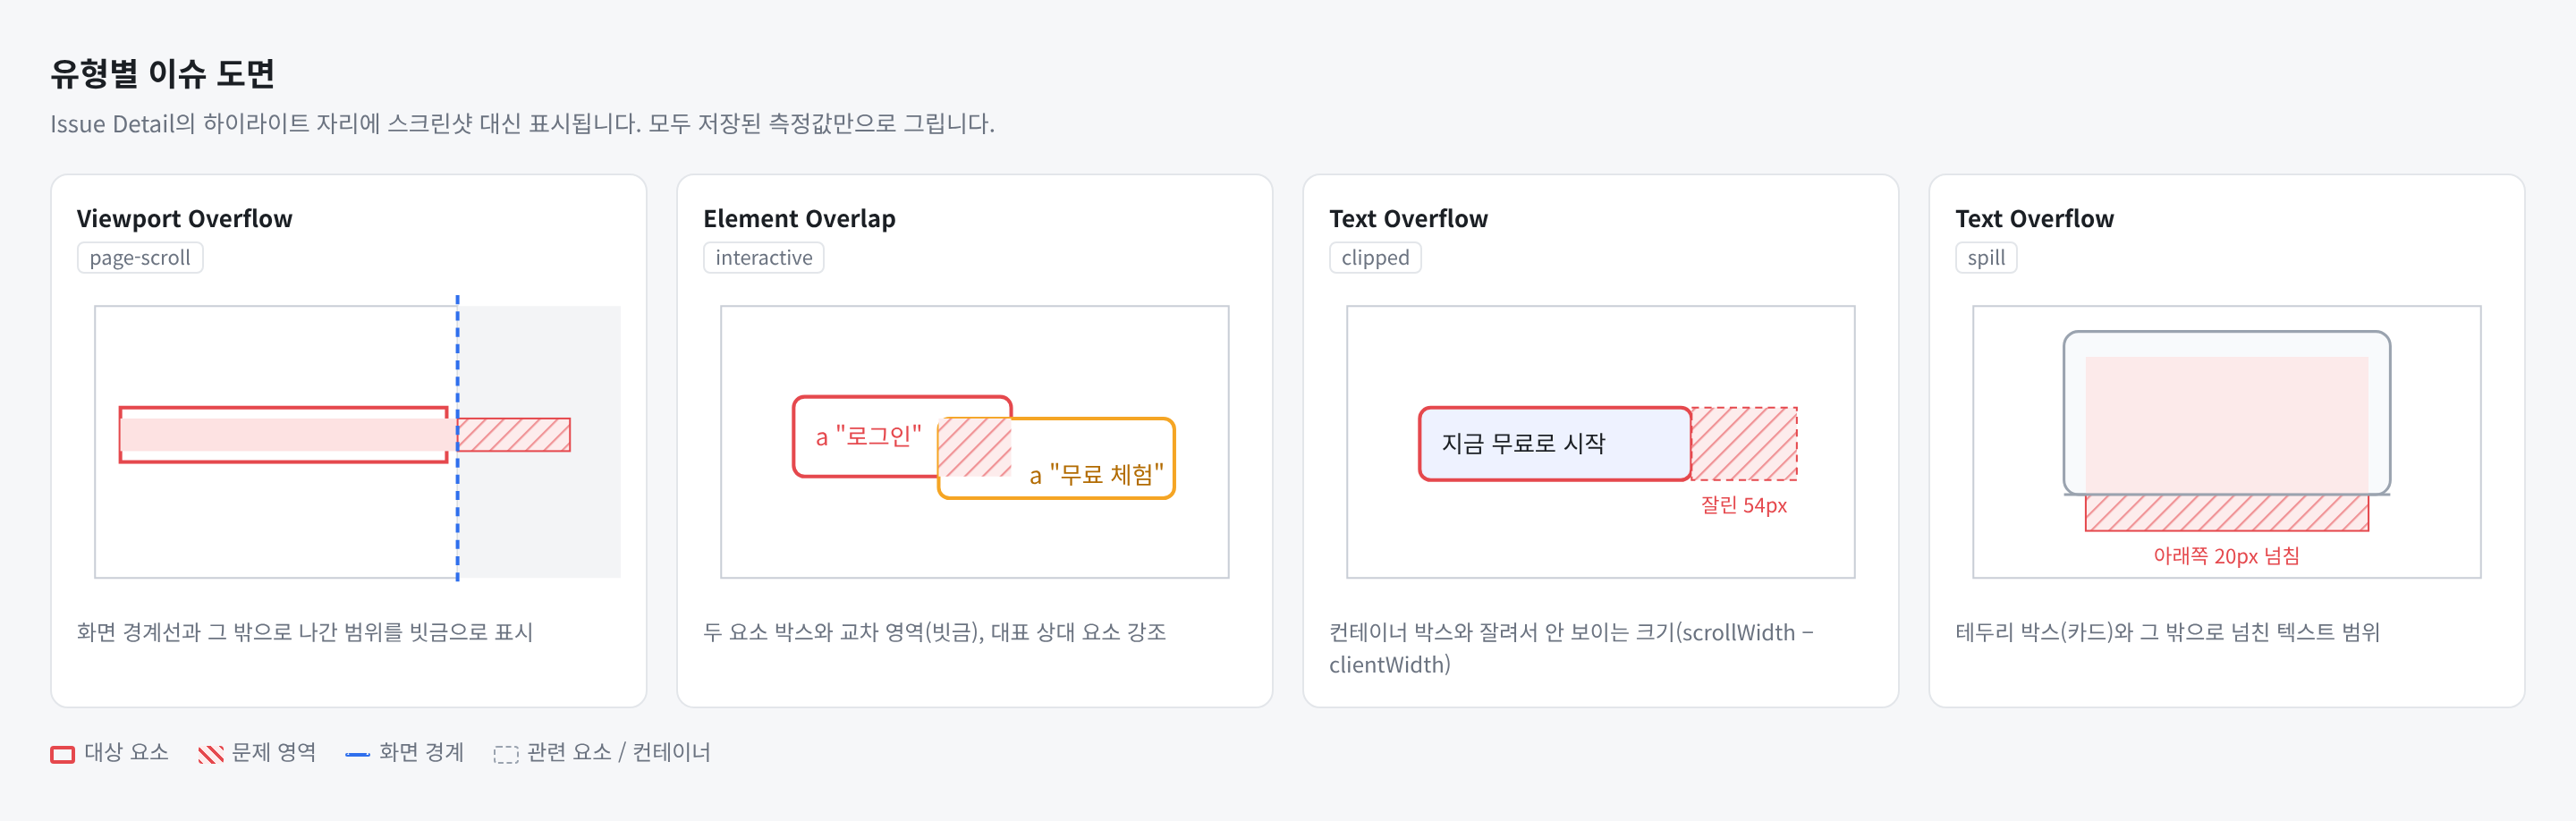 유형별 이슈 도면
Issue Detail의 하이라이트 자리에 스크린샷 대신 표시됩니다. 모두 저장된 측정값만으로 그립니다.
Viewport Overflow
page-scroll
화면 경계선과 그 밖으로 나간 범위를 빗금으로 표시
Element Overlap
interactive
a "로그인"
a "무료 체험"
두 요소 박스와 교차 영역(빗금), 대표 상대 요소 강조
Text Overflow
clipped
지금 무료로 시작
잘린 54px
컨테이너 박스와 잘려서 안 보이는 크기(scrollWidth −
clientWidth)
Text Overflow
spill
아래쪽 20px 넘침
테두리 박스(카드)와 그 밖으로 넘친 텍스트 범위
대상 요소
문제 영역
화면 경계
관련 요소 / 컨테이너